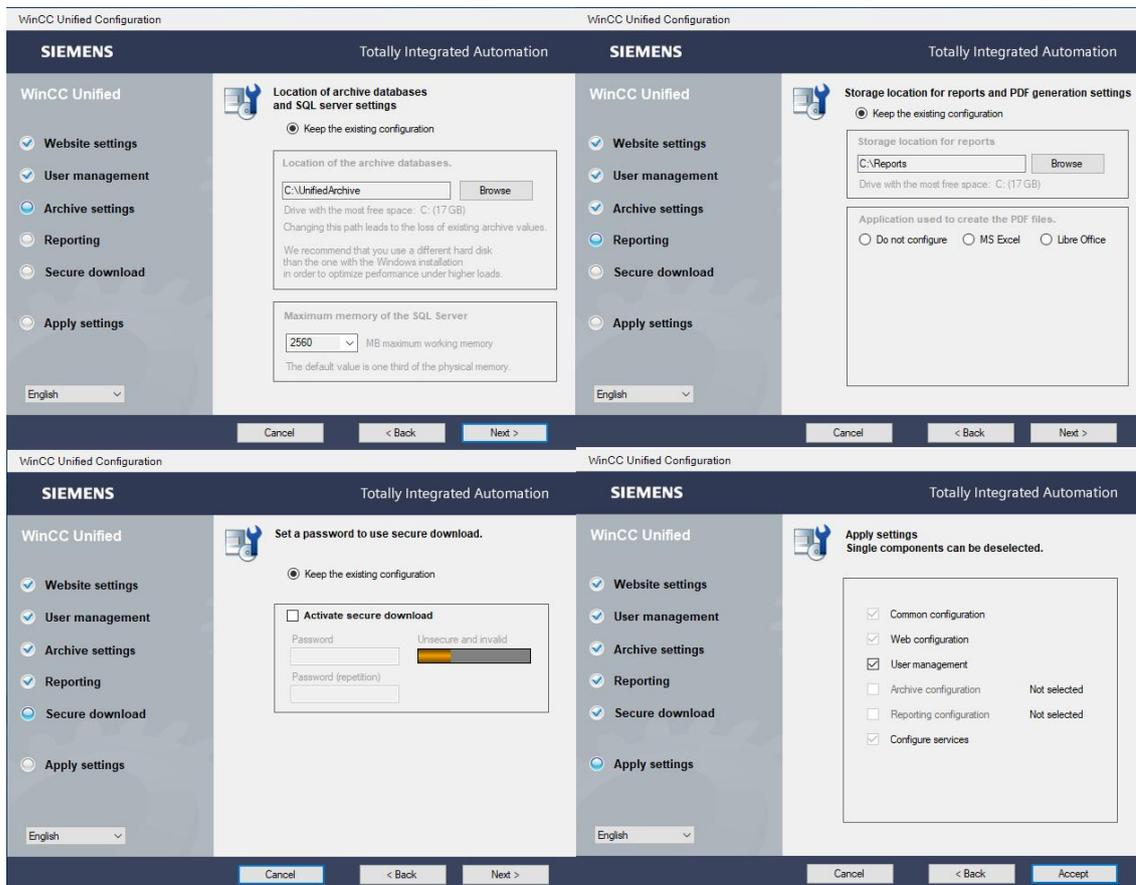 WinCC Unified Configuration
SIEMENS
Totally Integrated Automation
WinCC Unified
Website settings
User management
Archive settings
Reporting
Secure download
Apply settings
English
Location of archive databases
and SQL server settings
Keep the existing configuration
Location of the archive databases.
C:\UnifiedArchive
Browse
Drive with the most free space: C: (17 GB)
Changing this path leads to the loss of existing archive values.
We recommend that you use a different hard disk
than the one with the Windows installation
in order to optimize performance under higher loads.
Maximum memory of the SQL Server
2560 MB maximum working memory
The default value is one third of the physical memory.
Cancel
< Back
Next >
WinCC Unified Configuration
SIEMENS
Totally Integrated Automation
WinCC Unified
Website settings
User management
Archive settings
Reporting
Secure download
Apply settings
English
Storage location for reports and PDF generation settings
Keep the existing configuration
Storage location for reports
C:\Reports
Browse
Drive with the most free space: C: (17 GB)
Application used to create the PDF files.
Do not configure
MS Excel
Libre Office
Cancel
< Back
Next >
WinCC Unified Configuration
SIEMENS
Totally Integrated Automation
WinCC Unified
Website settings
User management
Archive settings
Reporting
Secure download
Apply settings
English
Set a password to use secure download.
Keep the existing configuration
Activate secure download
Password
Unsecure and invalid
Password (repetition)
Cancel
< Back
Next >
WinCC Unified Configuration
SIEMENS
Totally Integrated Automation
WinCC Unified
Website settings
User management
Archive settings
Reporting
Secure download
Apply settings
English
Apply settings
Single components can be deselected.
Common configuration
Web configuration
User management
Archive configuration Not selected
Reporting configuration Not selected
Configure services
Cancel
< Back
Accept